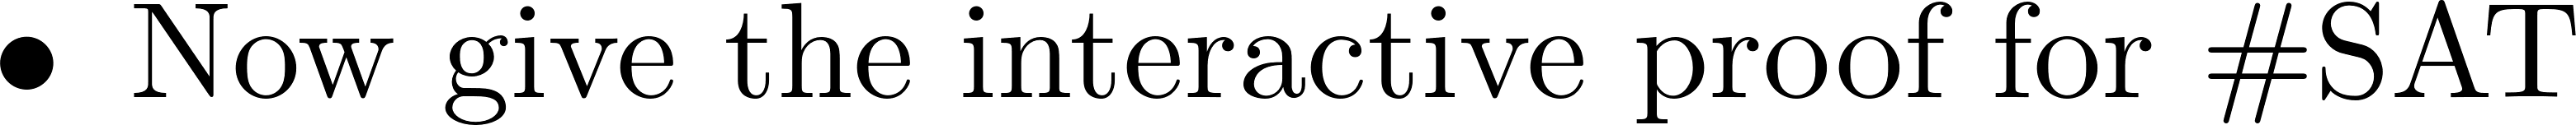 ● Now give the interactive proof for #SAT